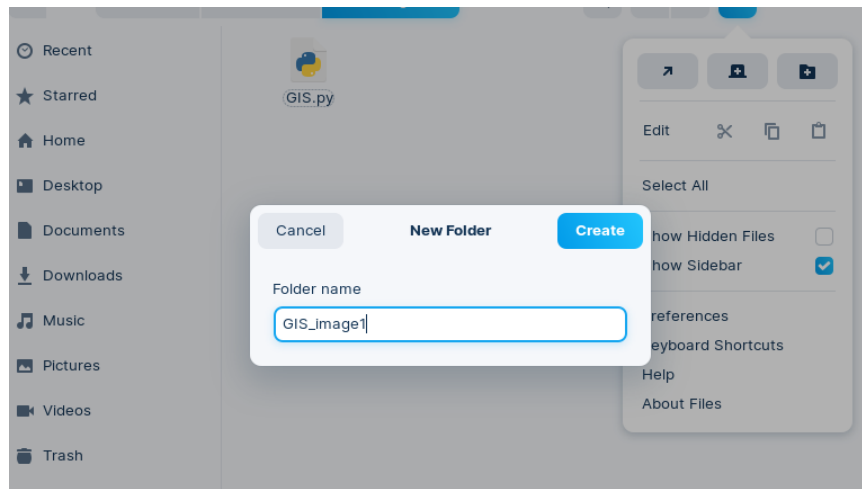 Recent
Starred
Home
Desktop
Documents
Downloads
Music
Pictures
Videos
Trash
GIS.py
Cancel
New Folder
Create
Folder name
GIS_image1
Edit
Select All
how Hidden Files
how Sidebar
references
eyboard Shortcuts
Help
About Files